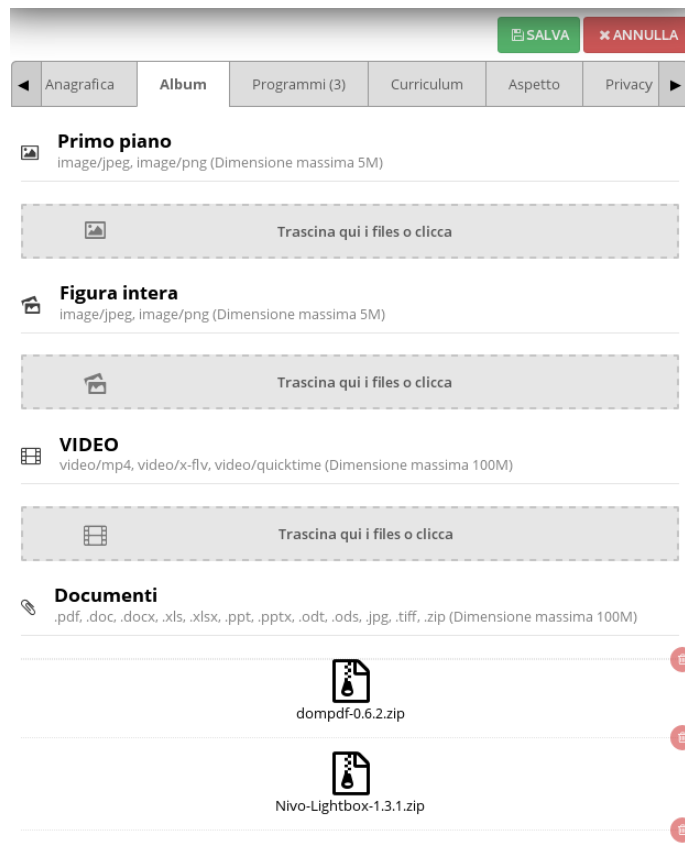 SALVA
ANNULLA
Anagrafica
Album
Programmi (3)
Curriculum
Aspetto
Privacy
Primo piano
image/jpeg, image/png (Dimensione massima 5M)
Trascina qui i files o clicca
Figura intera
image/jpeg, image/png (Dimensione massima 5M)
Trascina qui i files o clicca
VIDEO
video/mp4, video/x-flv, video/quicktime (Dimensione massima 100M)
Trascina qui i files o clicca
Documenti
.pdf, .doc, .docx, .xls, .xlsx, .ppt, .pptx, .odt, .ods, .jpg, .tiff, .zip (Dimensione massima 100M)
dompdf-0.6.2.zip
Nivo-Lightbox-1.3.1.zip